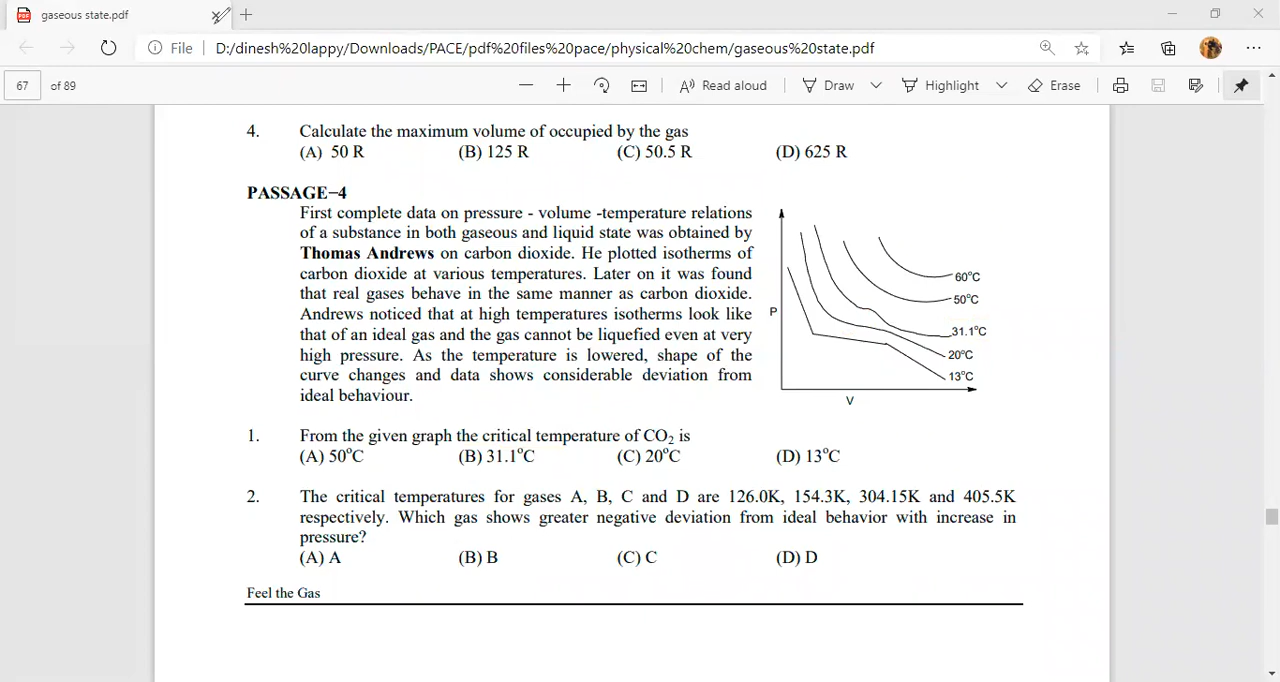 gaseous state.pdf
File D:/dinesh%20lappy/Downloads/PACE/pdf%20files%20pace/physical%20chem/gaseous%20state.pdf
67 of 89 Read aloud Draw Highlight Erase
4. Calculate the maximum volume of occupied by the gas
(A) 50 R (B) 125 R (C) 50.5 R (D) 625 R
PASSAGE–4
First complete data on pressure - volume -temperature relations
of a substance in both gaseous and liquid state was obtained by
Thomas Andrews on carbon dioxide. He plotted isotherms of
carbon dioxide at various temperatures. Later on it was found
that real gases behave in the same manner as carbon dioxide.
Andrews noticed that at high temperatures isotherms look like
that of an ideal gas and the gas cannot be liquefied even at very
high pressure. As the temperature is lowered, shape of the
curve changes and data shows considerable deviation from
ideal behaviour.
P
60°C
50°C
31.1°C
20°C
13°C
V
1. From the given graph the critical temperature of CO₂ is
(A) 50°C (B) 31.1°C (C) 20°C (D) 13°C
2. The critical temperatures for gases A, B, C and D are 126.0K, 154.3K, 304.15K and 405.5K
respectively. Which gas shows greater negative deviation from ideal behavior with increase in
pressure?
(A) A (B) B (C) C (D) D
Feel the Gas